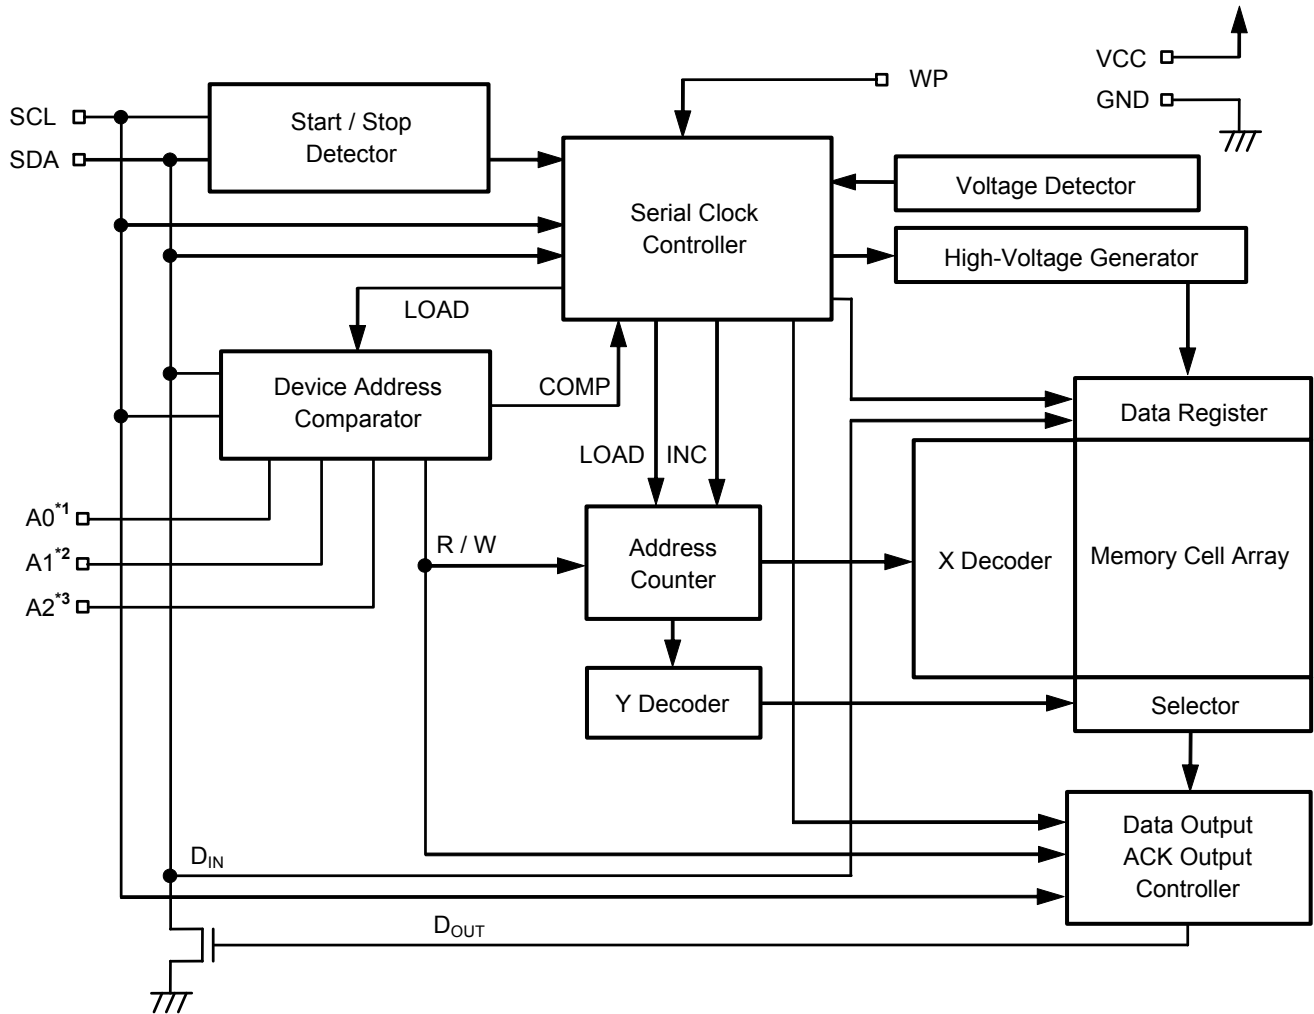 VCC
WP
GND
SCL
Start / Stop
Detector
SDA
Voltage Detector
Serial Clock
Controller
High-Voltage Generator
LOAD
Device Address
Comparator
COMP
Data Register
LOAD
INC
A0*1
R / W
Address
Counter
X Decoder
Memory Cell Array
A1*2
A2*3
Y Decoder
Selector
Data Output
ACK Output
Controller
DIN
DOUT